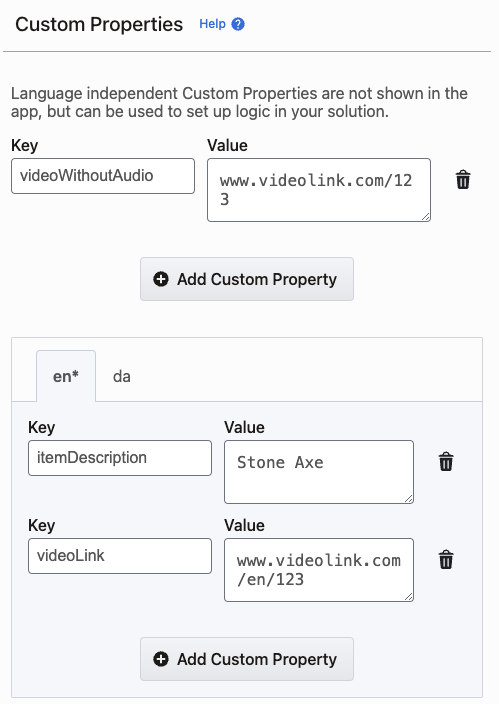 Custom Properties Help ?
Language independent Custom Properties are not shown in the
app, but can be used to set up logic in your solution.
Key Value
videoWithoutAudio www.videolink.com/12
3
Add Custom Property
en* da
Key Value
itemDescription Stone Axe
Key Value
videoLink www.videolink.com
/en/123
Add Custom Property